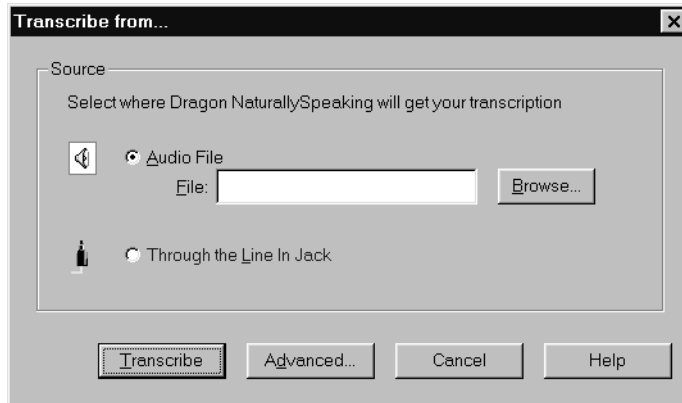 Transcribe from...
Source
Select where Dragon NaturallySpeaking will get your transcription
Audio File
File:
Browse...
Through the Line In Jack
Transcribe Advanced... Cancel Help